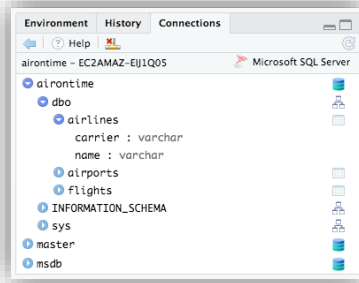 Environment History Connections
Help
airontime - EC2AMAZ-EIJ1Q05 Microsoft SQL Server
airontime
dbo
airlines
carrier : varchar
name : varchar
airports
flights
INFORMATION_SCHEMA
sys
master
msdb